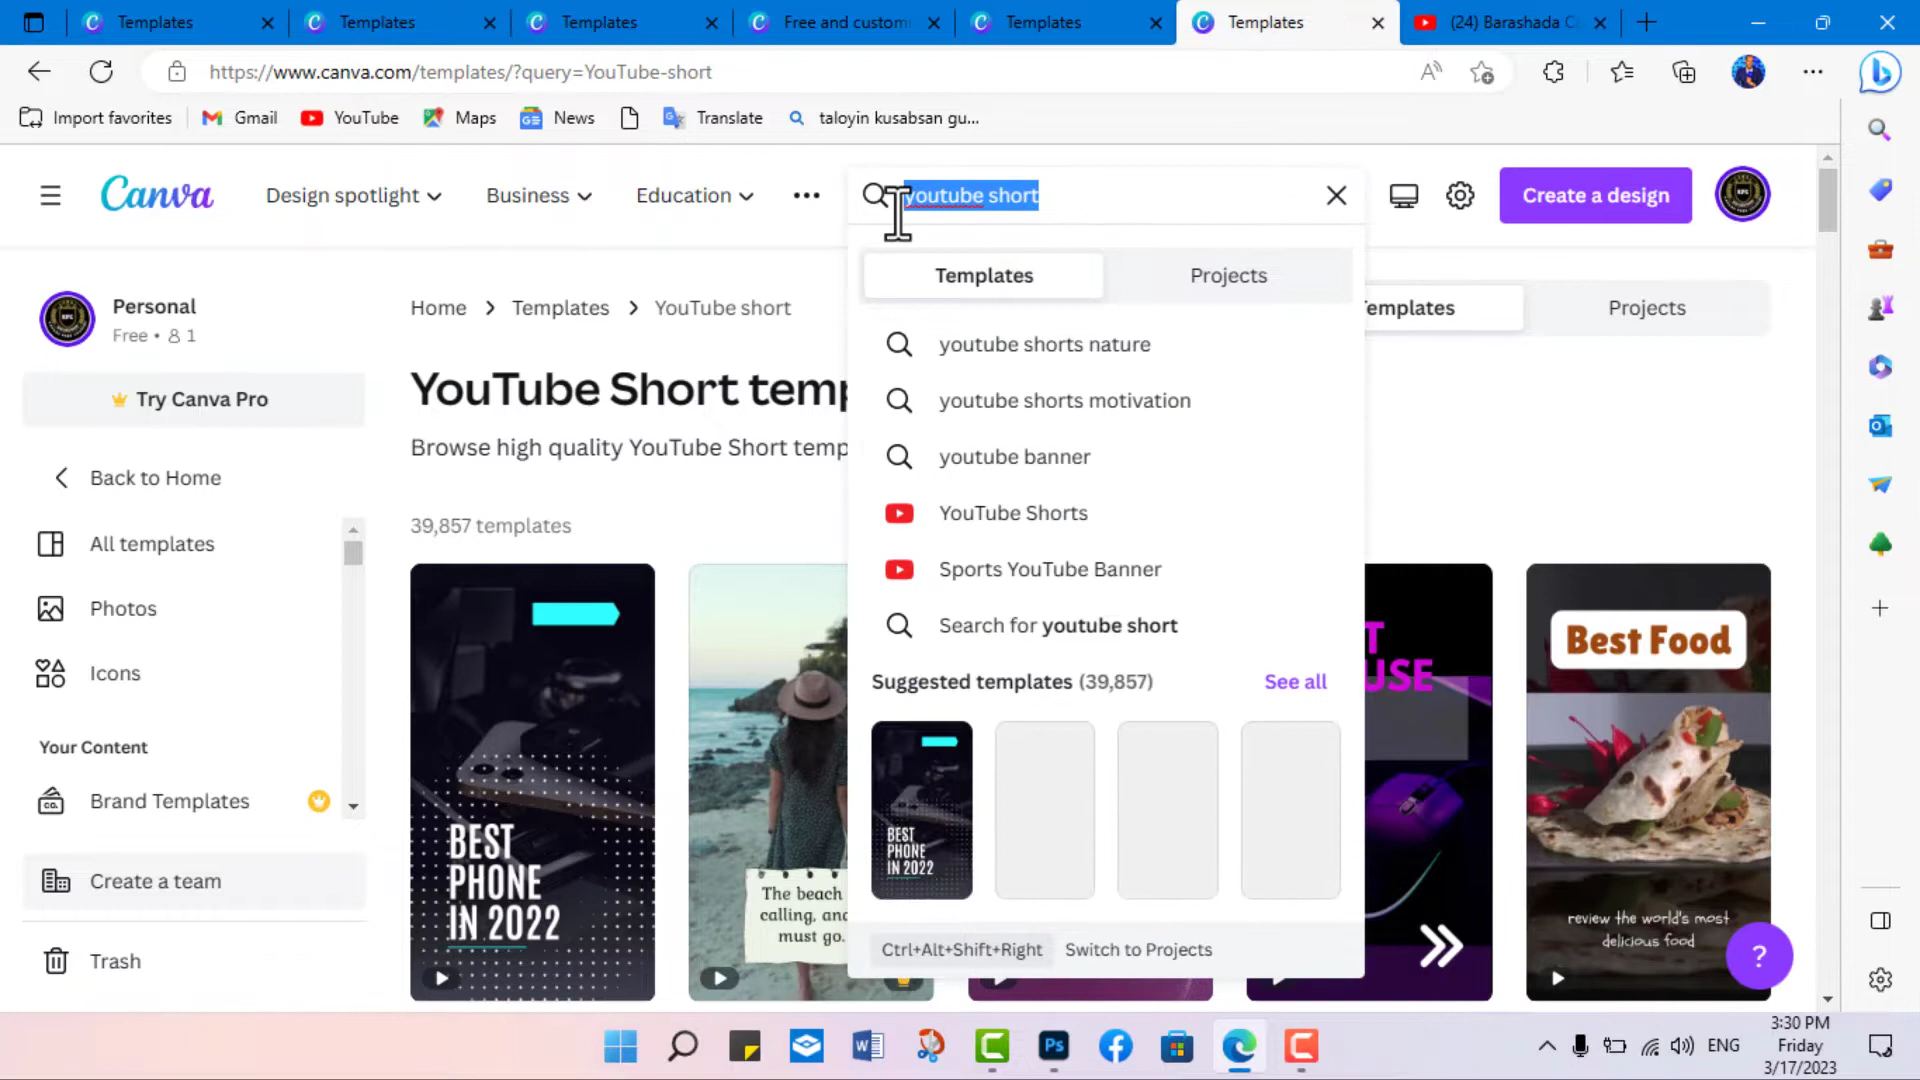 Templates
Templates
Templates
Free and custom
Templates
Templates
(24) Barashada C
https://www.canva.com/templates/?query=YouTube-short
Import favorites
Gmail
YouTube
Maps
News
Translate
taloyin kusabsan gu...
Canva
Design spotlight
Business
Education
youtube short
Create a design
Templates
Projects
Personal
Free • 1
Home
Templates
YouTube short
emplates
Projects
Try Canva Pro
YouTube Short temp
Browse high quality YouTube Short temp
youtube shorts nature
youtube shorts motivation
youtube banner
YouTube Shorts
Sports YouTube Banner
Search for youtube short
Back to Home
39,857 templates
All templates
Photos
Icons
Your Content
Brand Templates
CO.
Create a team
Trash
Suggested templates (39,857)
See all
BEST
PHONE
IN 2022
BEST
PHONE
IN 2022
The beach
calling, and
must go.
T
USE
Best Food
review the world's most
delicious food
?
Ctrl+Alt+Shift+Right
Switch to Projects
Ps
ENG
3:30 PM
Friday
3/17/2023